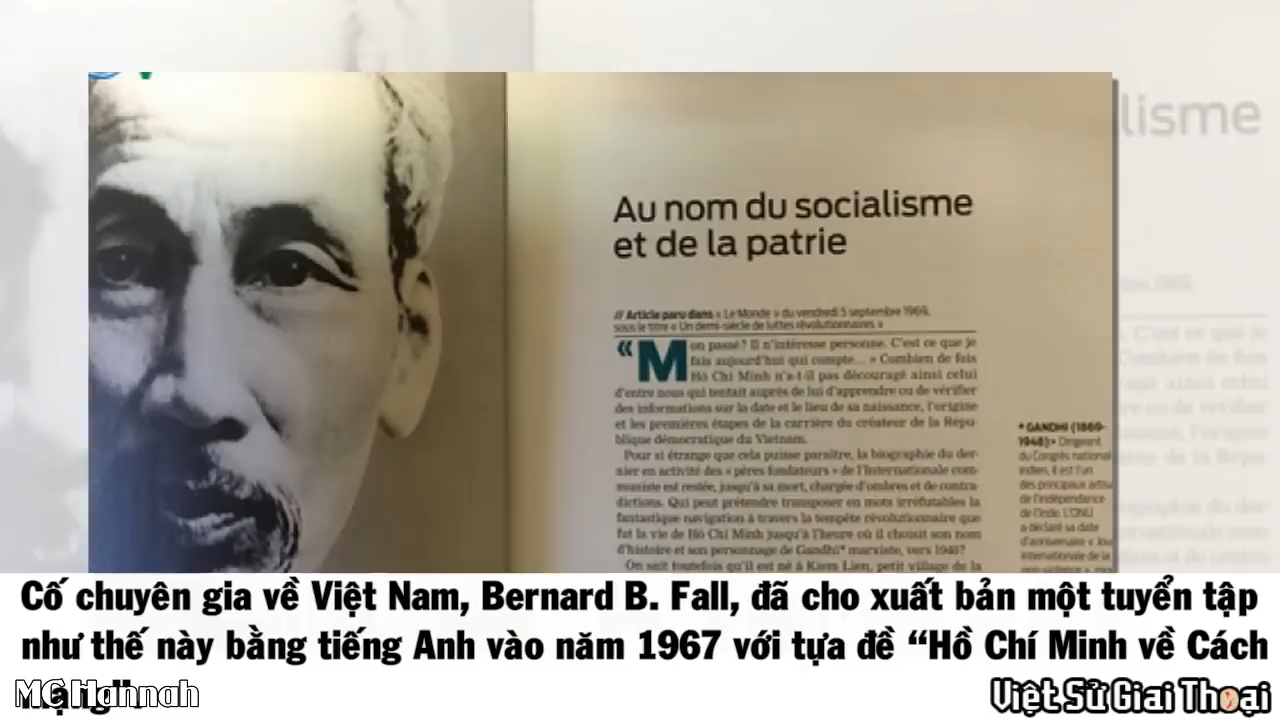 Au nom du socialisme
et de la patrie
// Article paru dans « Le Monde » du vendredi 5 septembre 1969,
sous le titre « Un demi-siècle de luttes révolutionnaires »
« Mon passé ? Il n'intéresse personne. C'est ce que je
fais aujourd'hui qui compte... » Combien de fois
Hô Chi Minh n'a-t-il pas découragé ainsi celui
d'entre nous qui tentait auprès de lui d'apprendre ou de vérifier
des informations sur la date et le lieu de sa naissance, l'origine
et les premières étapes de la carrière du créateur de la Répu-
blique démocratique du Vietnam.
Pour si étrange que cela puisse paraître, la biographie du der-
nier en activité des « pères fondateurs » de l'Internationale com-
muniste est restée, jusqu'à sa mort, chargée d'ombres et de contra-
dictions. Qui peut prétendre transposer en mots irréfutables la
fantastique navigation à travers la tempête révolutionnaire que
fut la vie de Hô Chi Minh jusqu'à l'heure où il choisit son nom
d'histoire et son personnage de Gandhi* marxiste, vers 1940 ?
On sait toutefois qu'il est né à Kiem Lien, petit village de la
* GANDHI (1869-
1948) > Dirigeant
du Congrès national
indien, il est l'un
des principaux artisa
de l'indépendance
de l'Inde. L'ONU
a déclaré sa date
d'anniversaire « Jou
internationale de la
lisme
Cố chuyên gia về Việt Nam, Bernard B. Fall, đã cho xuất bản một tuyển tập
như thế này bằng tiếng Anh vào năm 1967 với tựa đề “Hồ Chí Minh về Cách
MC Hannah
Việt Sử Giai Thoại